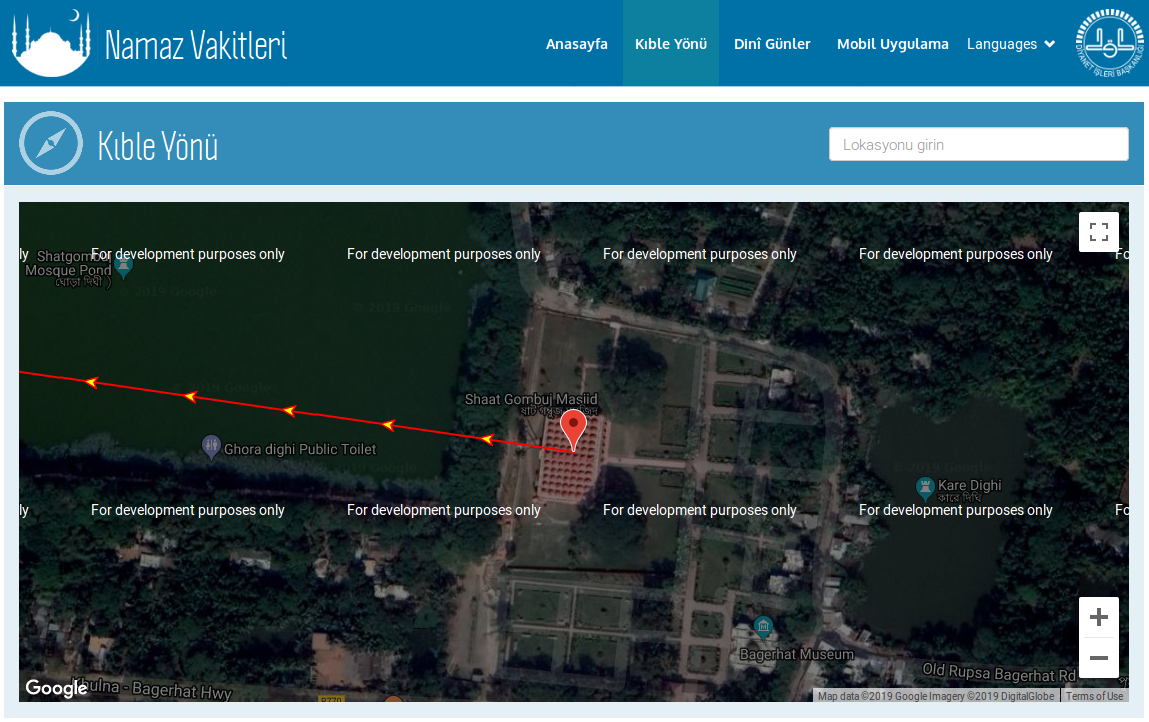 Namaz Vakitleri
Anasayfa
Kıble Yönü
Dinî Günler
Mobil Uygulama
Languages
DİYANET İŞLERİ BAŞKANLIĞI
Kıble Yönü
Lokasyonu girin
ly
For development purposes only
For development purposes only
For development purposes only
For development purposes only
Fo
Shatgombuj
Mosque Pond
ঘোড়া দিঘী )
© 2019 Google
© 2019 Google
© 2019 Google
Shaat Gombuj Masjid
ষাট গম্বুজ মসজিদ
Ghora dighi Public Toilet
© 2019 Google
© 2019 Google
Kare Dighi
কারে দিঘি
ly
For development purposes only
For development purposes only
For development purposes only
For development purposes only
Fo
Bagerhat Museum
Old Rupsa Bagerhat Rd
Khulna - Bagerhat Hwy
Google
Map data ©2019 Google Imagery ©2019 DigitalGlobe
Terms of Use